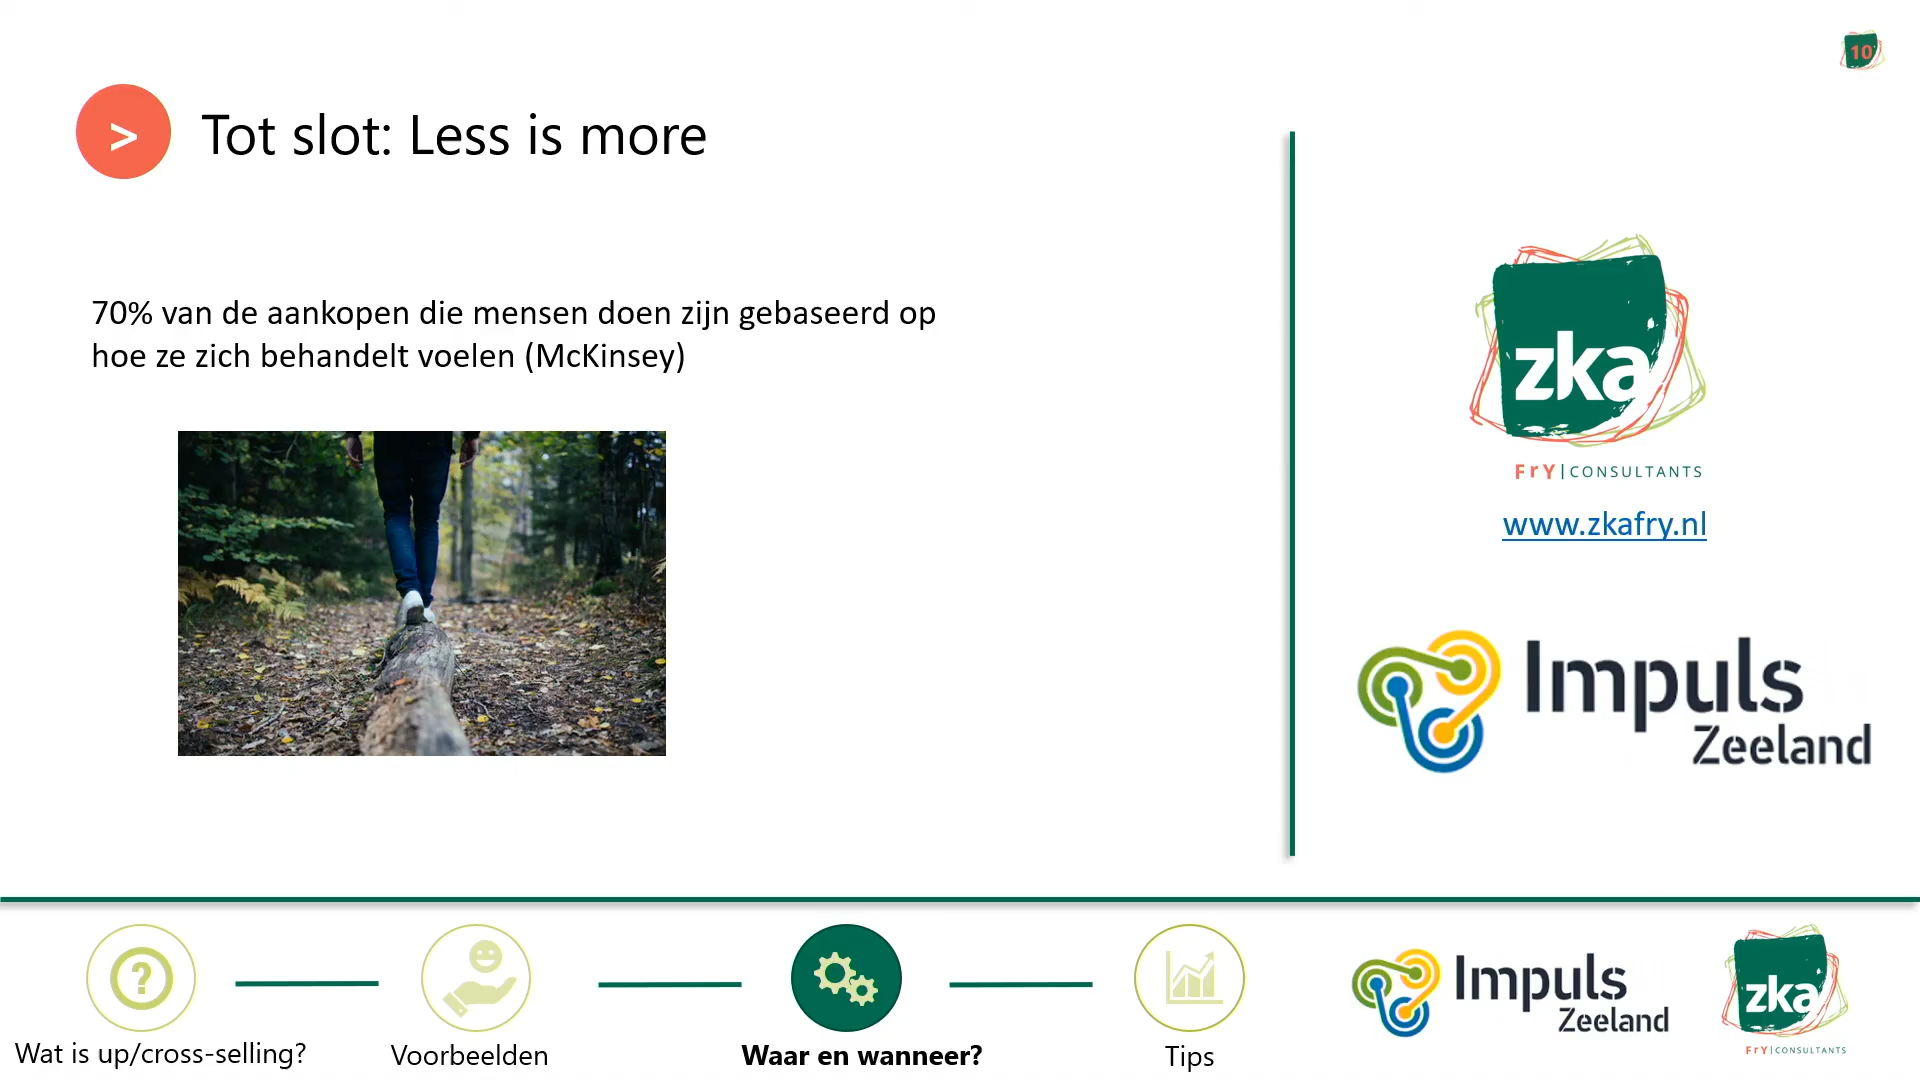 10
> Tot slot: Less is more
70% van de aankopen die mensen doen zijn gebaseerd op
hoe ze zich behandelt voelen (McKinsey)
zka
FrY|CONSULTANTS
www.zkafry.nl
Impuls
Zeeland
?
Wat is up/cross-selling?
Voorbeelden
Waar en wanneer?
Tips
Impuls
Zeeland
zka
FrY|CONSULTANTS